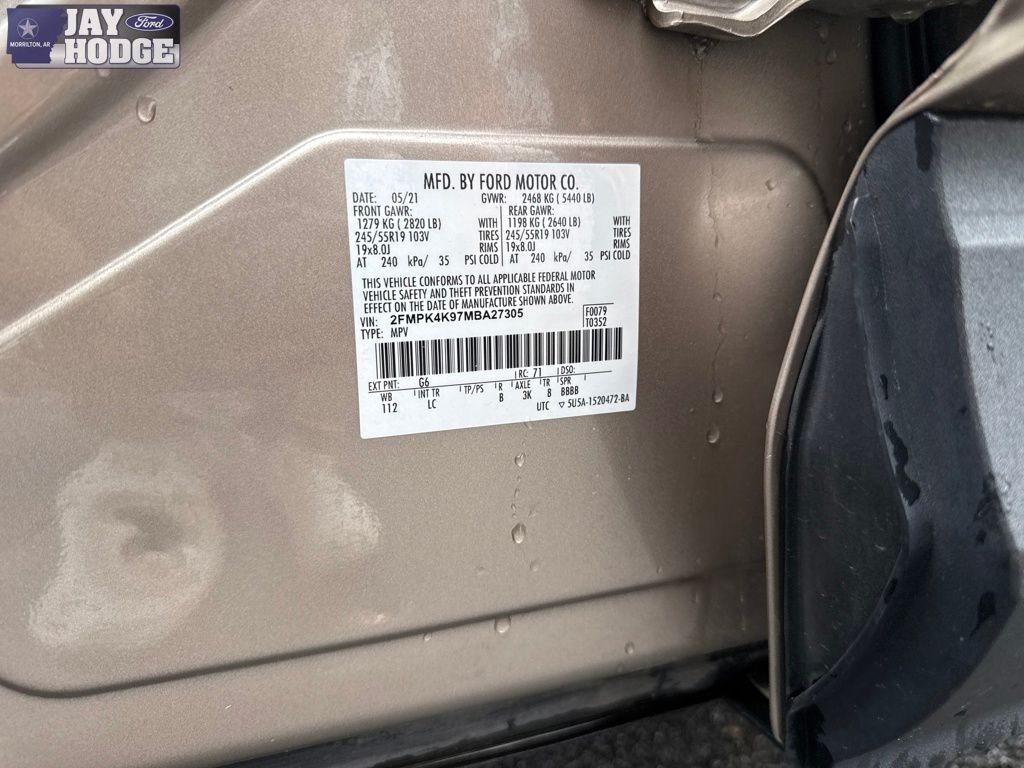 JAY
Ford
MORRILTON, AR
HODGE
MFD. BY FORD MOTOR CO.
DATE: 05/21 GVWR: 2468 KG ( 5440 LB)
FRONT GAWR: REAR GAWR:
1279 KG ( 2820 LB) WITH 1198 KG ( 2640 LB) WITH
245/55R19 103V TIRES 245/55R19 103V TIRES
19x8.0J RIMS 19x8.0J RIMS
AT 240 kPa/ 35 PSI COLD AT 240 kPa/ 35 PSI COLD
THIS VEHICLE CONFORMS TO ALL APPLICABLE FEDERAL MOTOR
VEHICLE SAFETY AND THEFT PREVENTION STANDARDS IN
EFFECT ON THE DATE OF MANUFACTURE SHOWN ABOVE.
VIN: 2FMPK4K97MBA27305 F0079
TYPE: MPV T0352
EXT PNT: G6 RC: 71 DSO:
WB INT TR TP/PS R AXLE TR SPR
112 LC B 3K 8 BBBB
UTC ▽ 5U5A-1520472-BA